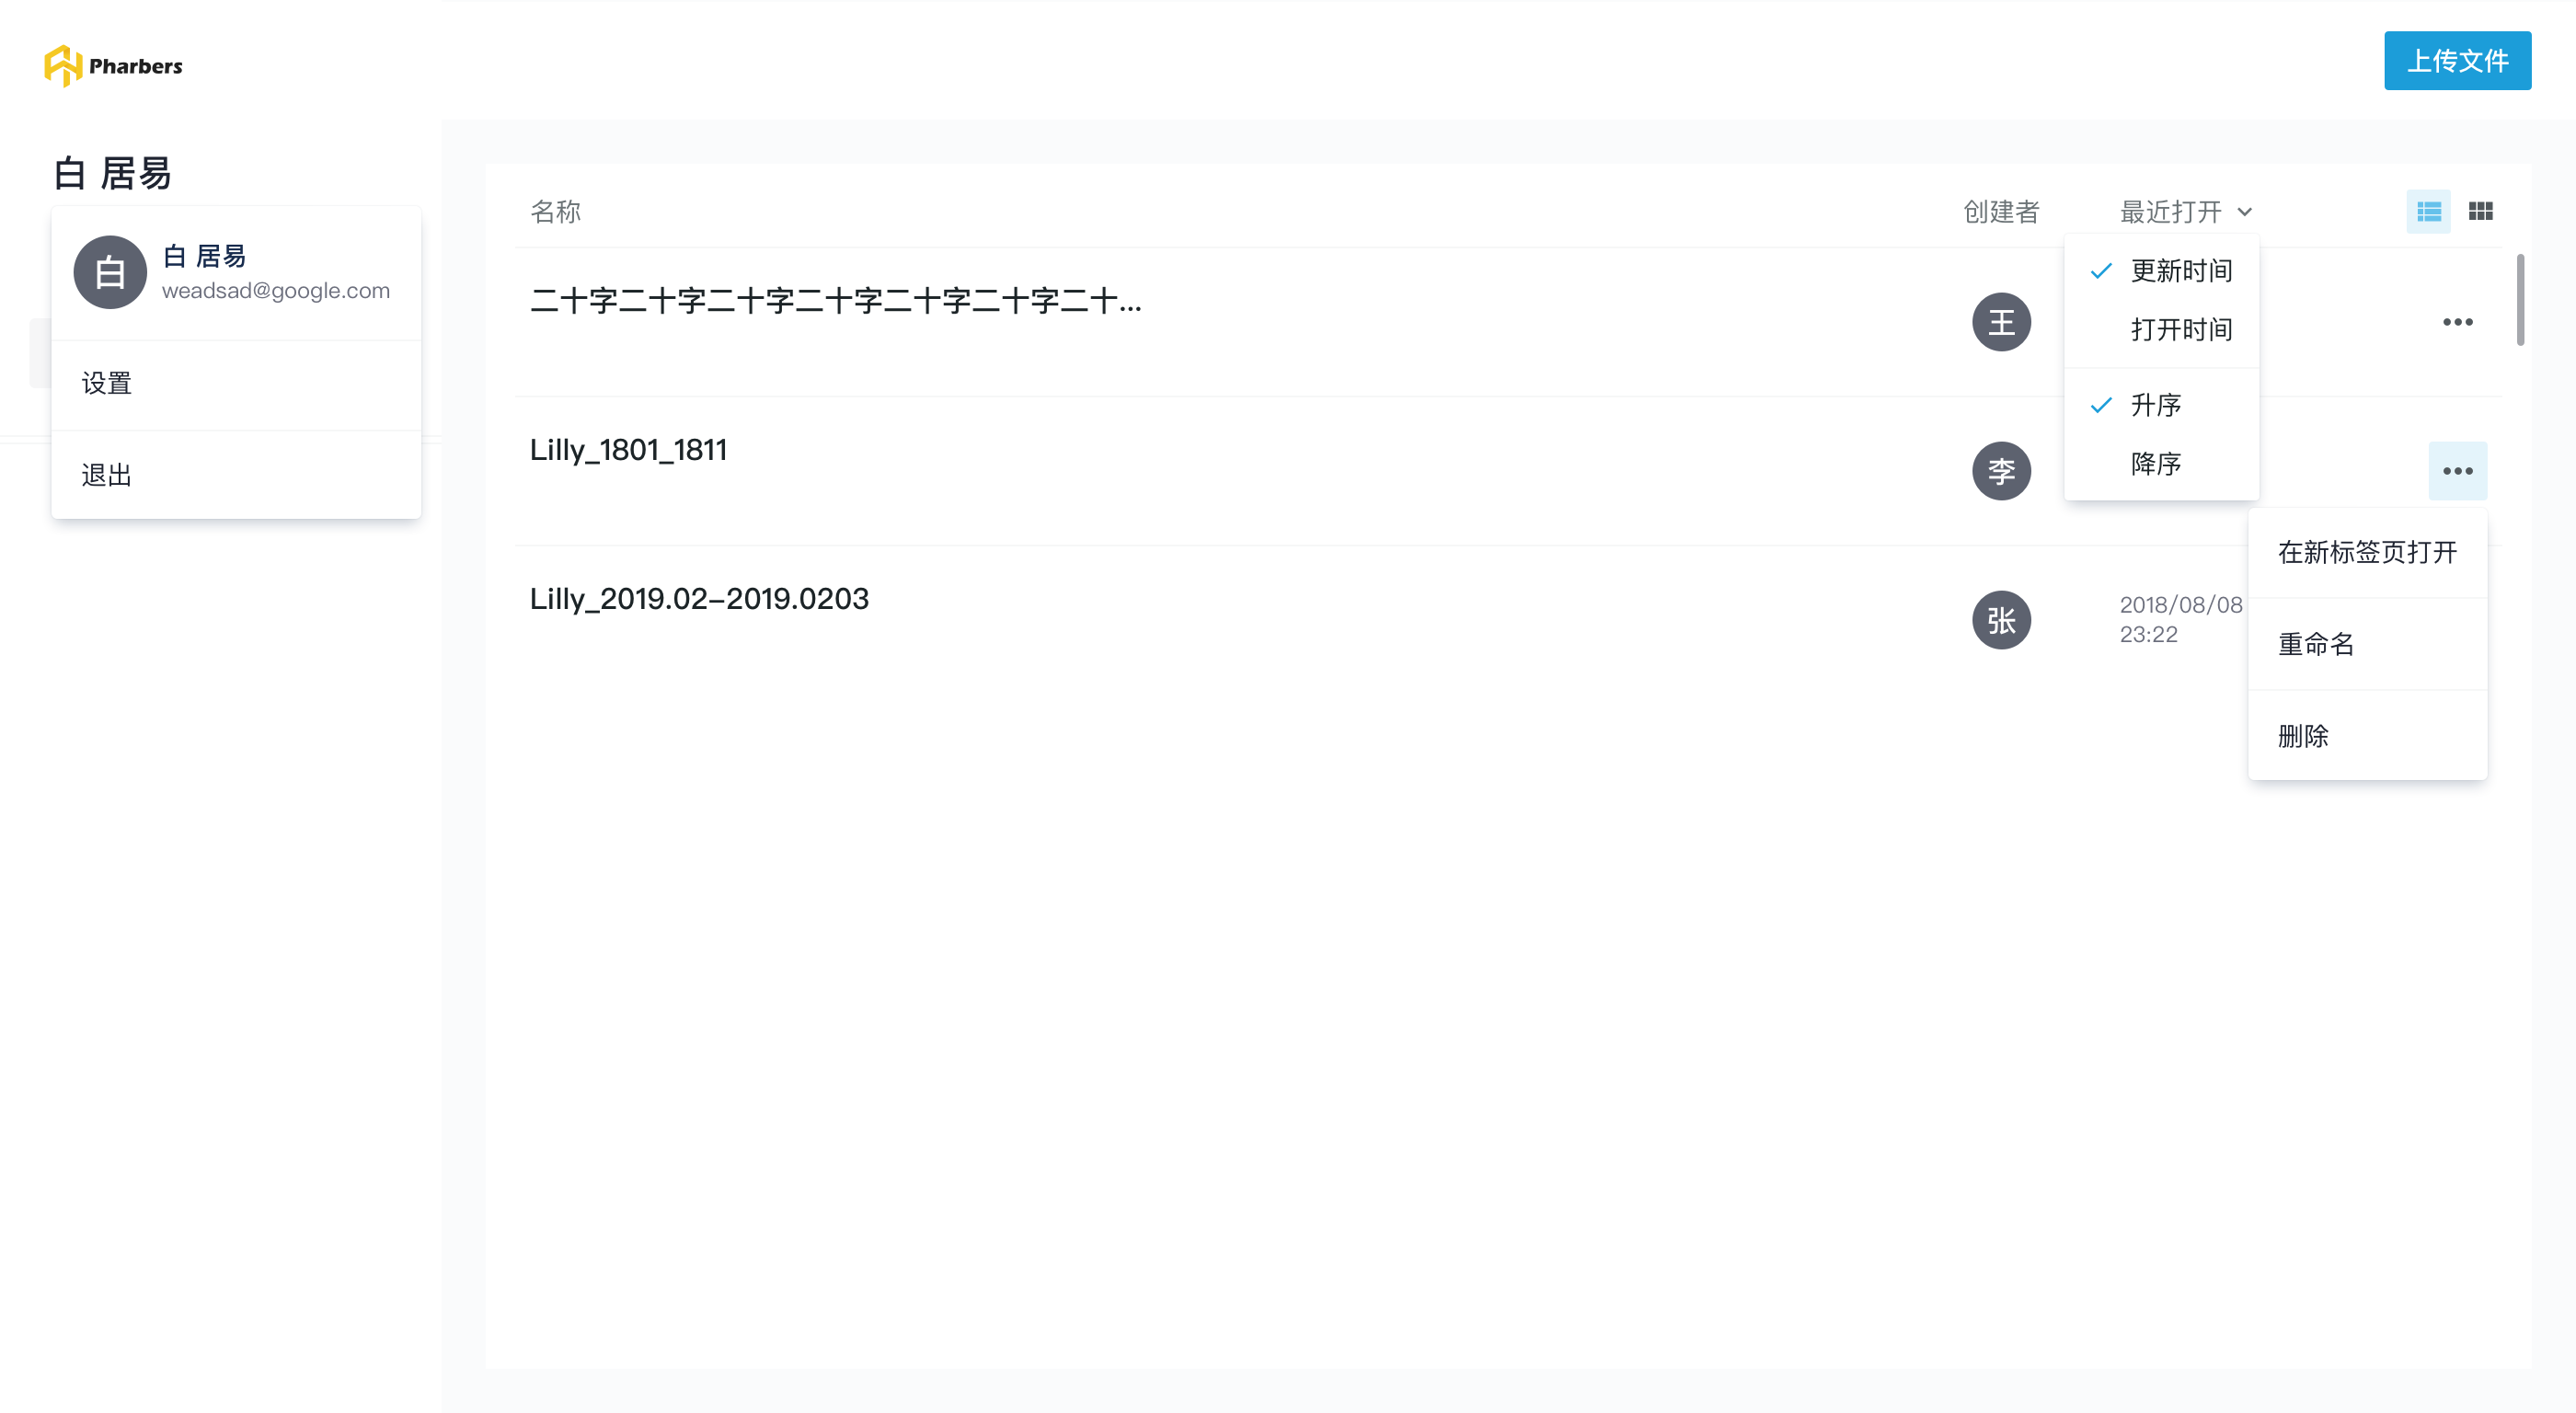 Pharbers
上传文件
白 居易
白
白 居易
weadsad@google.com
设置
退出
名称
创建者
最近打开
更新时间
打开时间
升序
降序
二十字二十字二十字二十字二十字二十字二十...
王
Lilly_1801_1811
李
Lilly_2019.02-2019.0203
张
2018/08/08
23:22
在新标签页打开
重命名
删除